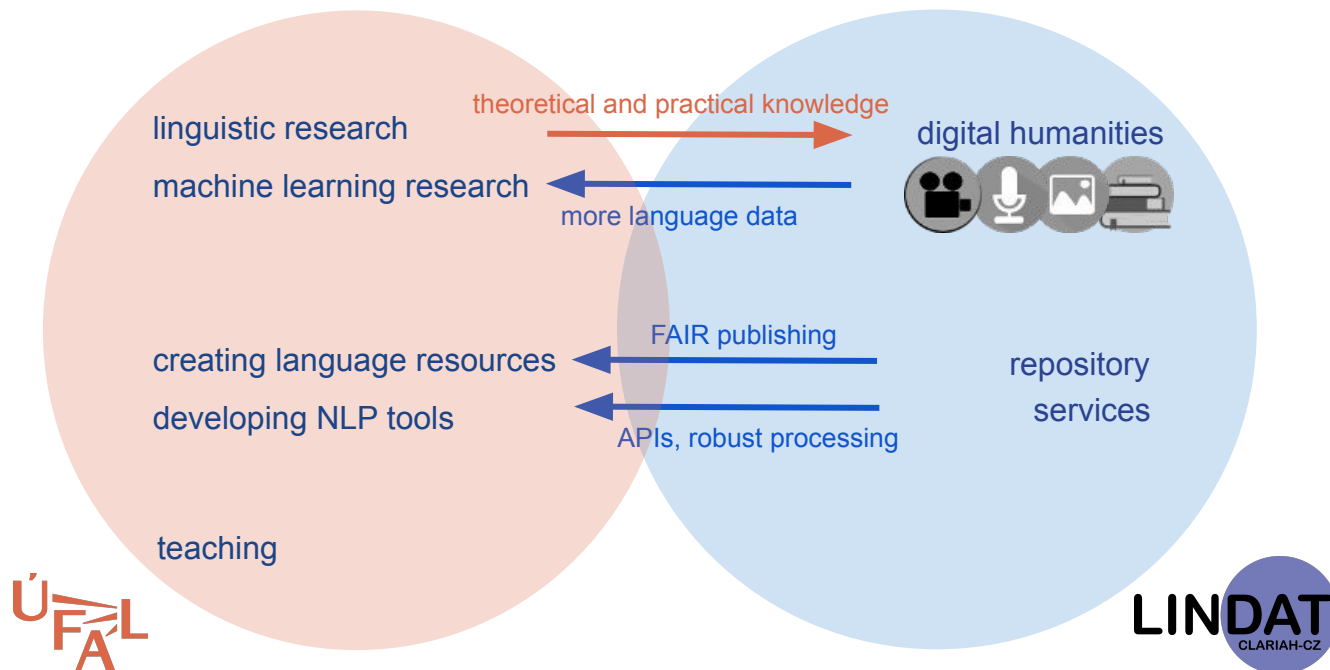 theoretical and practical knowledge
linguistic research
digital humanities
machine learning research
more language data
FAIR publishing
creating language resources
repository
developing NLP tools
services
APIs, robust processing
teaching
ÚFÁL
LINDAT
CLARIAH-CZ